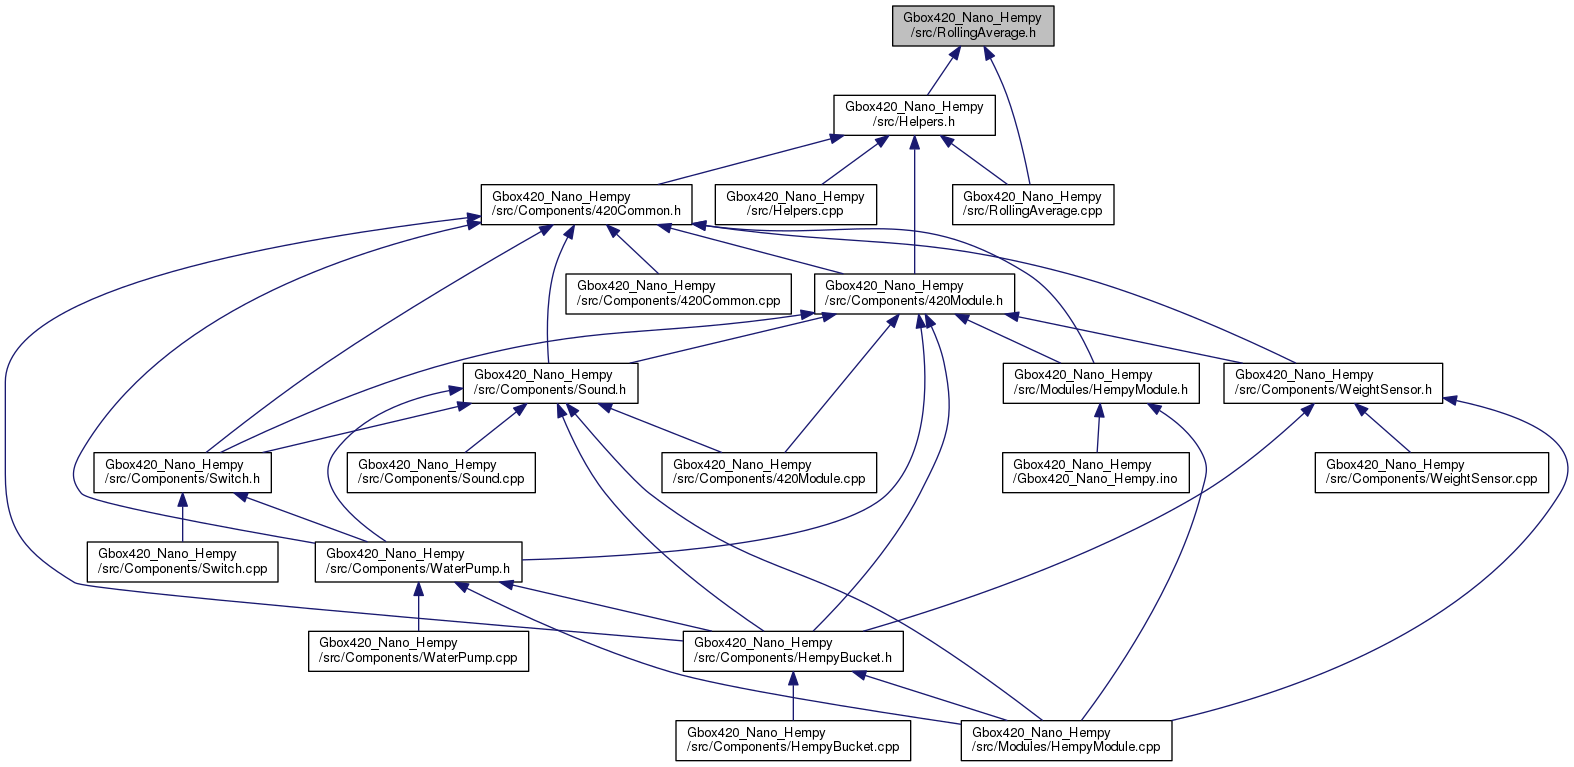 Gbox420_Nano_Hempy
/src/RollingAverage.h
Gbox420_Nano_Hempy
/src/Helpers.h
Gbox420_Nano_Hempy
/src/Components/420Common.h
Gbox420_Nano_Hempy
/src/Helpers.cpp
Gbox420_Nano_Hempy
/src/RollingAverage.cpp
Gbox420_Nano_Hempy
/src/Components/420Common.cpp
Gbox420_Nano_Hempy
/src/Components/420Module.h
Gbox420_Nano_Hempy
/src/Components/Sound.h
Gbox420_Nano_Hempy
/src/Modules/HempyModule.h
Gbox420_Nano_Hempy
/src/Components/WeightSensor.h
Gbox420_Nano_Hempy
/src/Components/Switch.h
Gbox420_Nano_Hempy
/src/Components/Sound.cpp
Gbox420_Nano_Hempy
/src/Components/420Module.cpp
Gbox420_Nano_Hempy
/Gbox420_Nano_Hempy.ino
Gbox420_Nano_Hempy
/src/Components/WeightSensor.cpp
Gbox420_Nano_Hempy
/src/Components/Switch.cpp
Gbox420_Nano_Hempy
/src/Components/WaterPump.h
Gbox420_Nano_Hempy
/src/Components/WaterPump.cpp
Gbox420_Nano_Hempy
/src/Components/HempyBucket.h
Gbox420_Nano_Hempy
/src/Components/HempyBucket.cpp
Gbox420_Nano_Hempy
/src/Modules/HempyModule.cpp